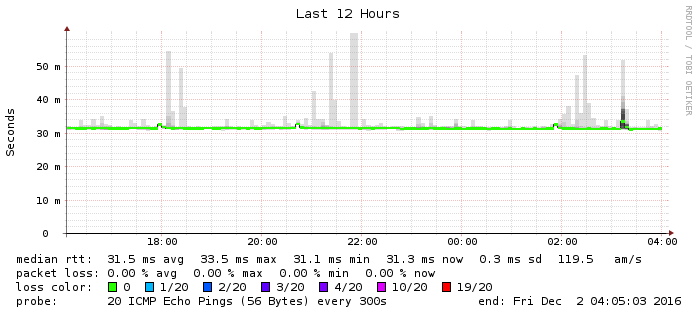 Last 12 Hours
RRDTOOL / TOBI OETIKER
Seconds
50 m
40 m
30 m
20 m
10 m
0
18:00 20:00 22:00 00:00 02:00 04:00
median rtt: 31.5 ms avg 33.5 ms max 31.1 ms min 31.3 ms now 0.3 ms sd 119.5 am/s
packet loss: 0.00 % avg 0.00 % max 0.00 % min 0.00 % now
loss color: 0 1/20 2/20 3/20 4/20 10/20 19/20
probe: 20 ICMP Echo Pings (56 Bytes) every 300s end: Fri Dec 2 04:05:03 2016